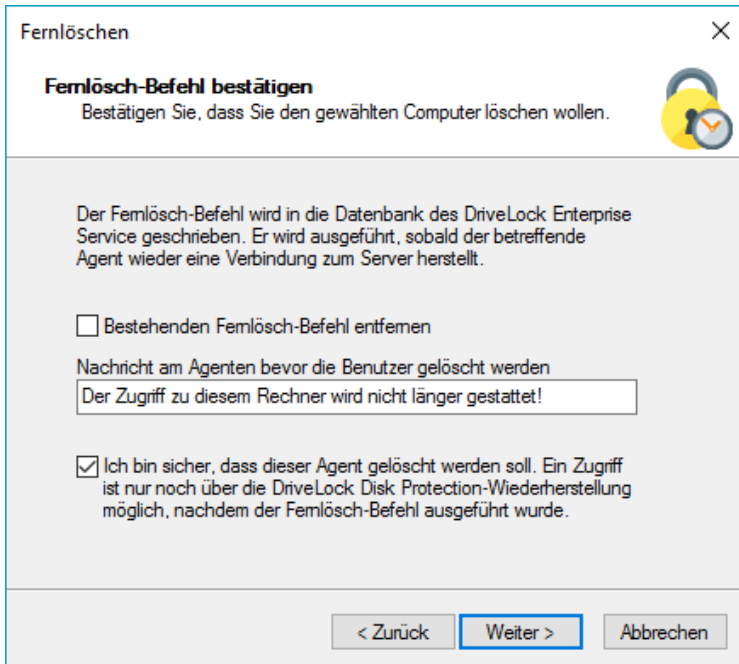 Fernlöschen
Fernlösch-Befehl bestätigen
Bestätigen Sie, dass Sie den gewählten Computer löschen wollen.
Der Fernlösch-Befehl wird in die Datenbank des DriveLock Enterprise
Service geschrieben. Er wird ausgeführt, sobald der betreffende
Agent wieder eine Verbindung zum Server herstellt.
Bestehenden Fernlösch-Befehl entfernen
Nachricht am Agenten bevor die Benutzer gelöscht werden
Der Zugriff zu diesem Rechner wird nicht länger gestattet!
Ich bin sicher, dass dieser Agent gelöscht werden soll. Ein Zugriff
ist nur noch über die DriveLock Disk Protection-Wiederherstellung
möglich, nachdem der Fernlösch-Befehl ausgeführt wurde.
< Zurück
Weiter >
Abbrechen